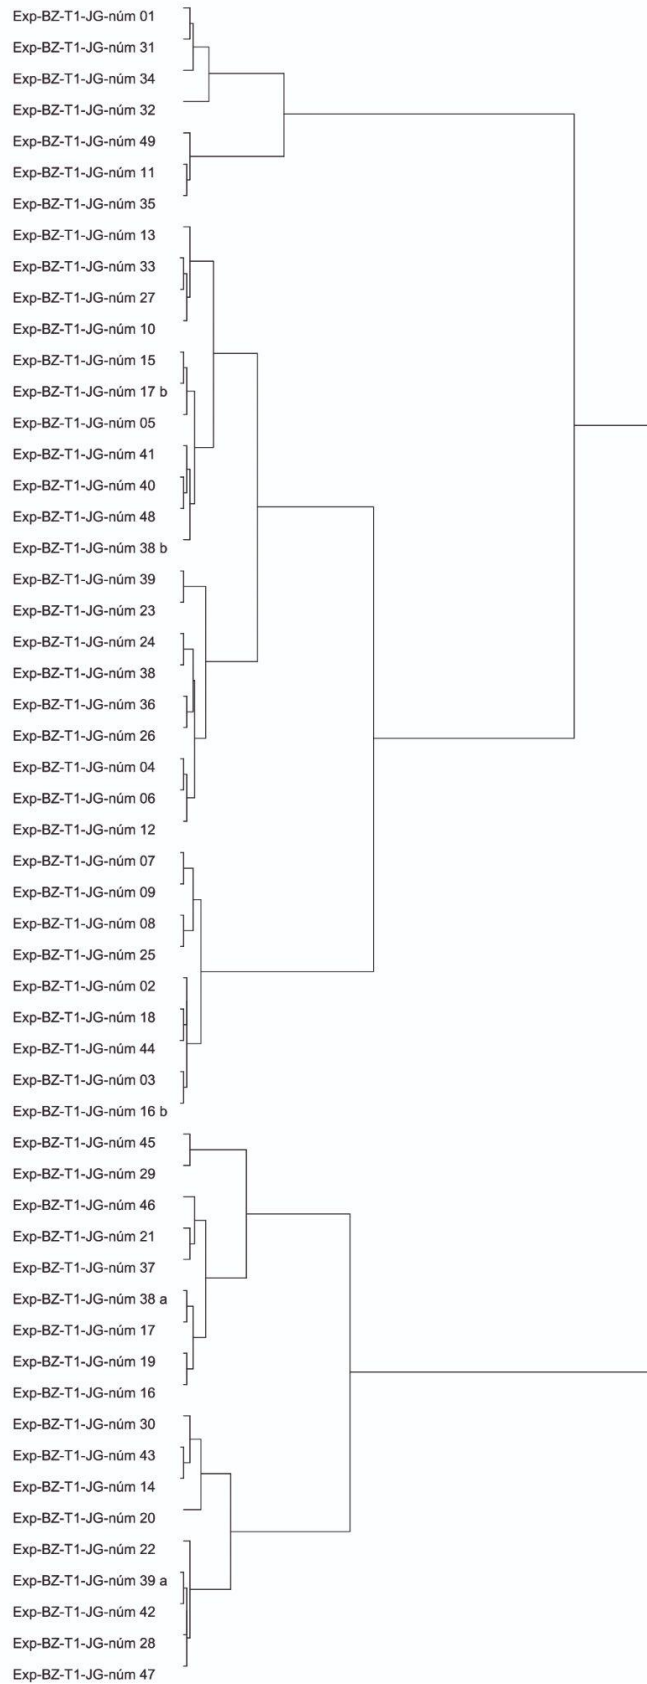 Exp-BZ-T1-JG-núm 01
Exp-BZ-T1-JG-núm 31
Exp-BZ-T1-JG-núm 34
Exp-BZ-T1-JG-núm 32
Exp-BZ-T1-JG-núm 49
Exp-BZ-T1-JG-núm 11
Exp-BZ-T1-JG-núm 35
Exp-BZ-T1-JG-núm 13
Exp-BZ-T1-JG-núm 33
Exp-BZ-T1-JG-núm 27
Exp-BZ-T1-JG-núm 10
Exp-BZ-T1-JG-núm 15
Exp-BZ-T1-JG-núm 17 b
Exp-BZ-T1-JG-núm 05
Exp-BZ-T1-JG-núm 41
Exp-BZ-T1-JG-núm 40
Exp-BZ-T1-JG-núm 48
Exp-BZ-T1-JG-núm 38 b
Exp-BZ-T1-JG-núm 39
Exp-BZ-T1-JG-núm 23
Exp-BZ-T1-JG-núm 24
Exp-BZ-T1-JG-núm 38
Exp-BZ-T1-JG-núm 36
Exp-BZ-T1-JG-núm 26
Exp-BZ-T1-JG-núm 04
Exp-BZ-T1-JG-núm 06
Exp-BZ-T1-JG-núm 12
Exp-BZ-T1-JG-núm 07
Exp-BZ-T1-JG-núm 09
Exp-BZ-T1-JG-núm 08
Exp-BZ-T1-JG-núm 25
Exp-BZ-T1-JG-núm 02
Exp-BZ-T1-JG-núm 18
Exp-BZ-T1-JG-núm 44
Exp-BZ-T1-JG-núm 03
Exp-BZ-T1-JG-núm 16 b
Exp-BZ-T1-JG-núm 45
Exp-BZ-T1-JG-núm 29
Exp-BZ-T1-JG-núm 46
Exp-BZ-T1-JG-núm 21
Exp-BZ-T1-JG-núm 37
Exp-BZ-T1-JG-núm 38 a
Exp-BZ-T1-JG-núm 17
Exp-BZ-T1-JG-núm 19
Exp-BZ-T1-JG-núm 16
Exp-BZ-T1-JG-núm 30
Exp-BZ-T1-JG-núm 43
Exp-BZ-T1-JG-núm 14
Exp-BZ-T1-JG-núm 20
Exp-BZ-T1-JG-núm 22
Exp-BZ-T1-JG-núm 39 a
Exp-BZ-T1-JG-núm 42
Exp-BZ-T1-JG-núm 28
Exp-BZ-T1-JG-núm 47